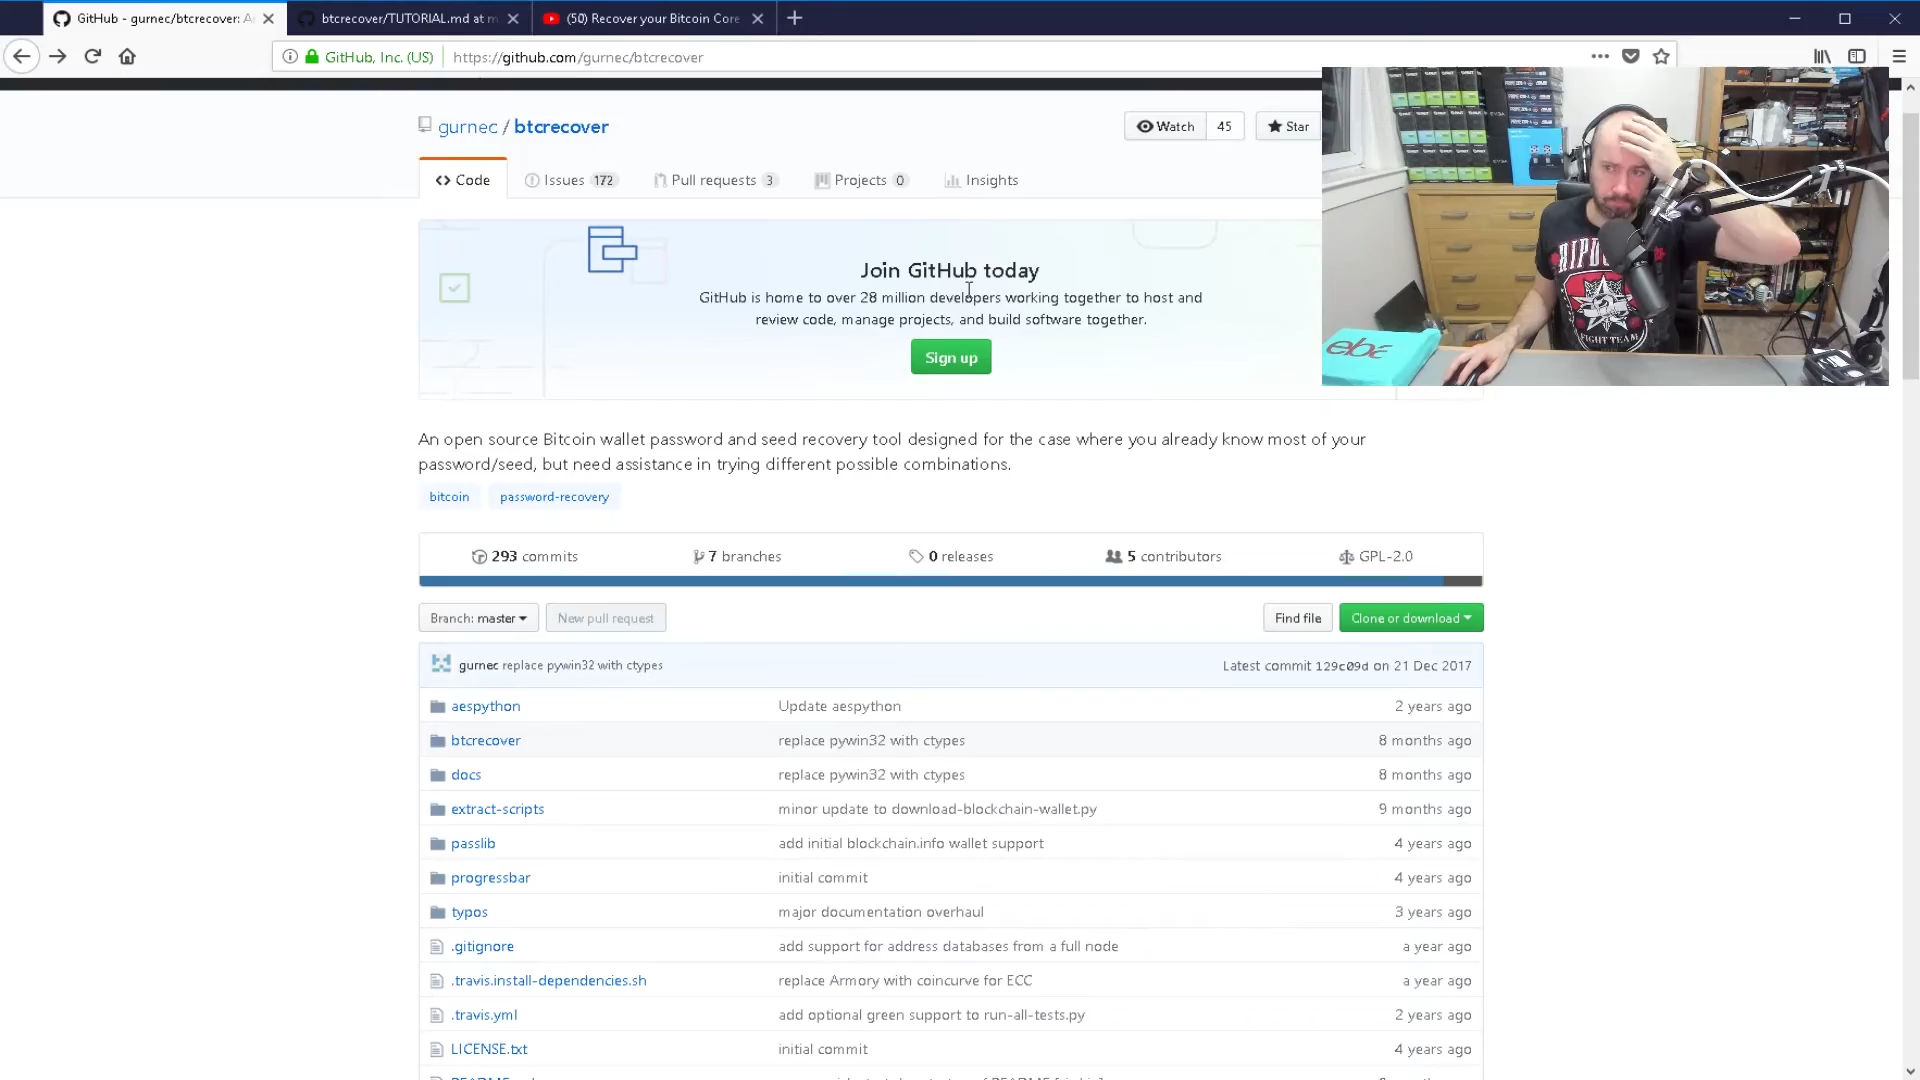 GitHub - gurnec/btcrecover: A
btcrecover/TUTORIAL.md at m
(50) Recover your Bitcoin Core
GitHub, Inc. (US)
https://github.com/gurnec/btcrecover
gurnec / btcrecover
Watch 45
Star
Code
Issues 172
Pull requests 3
Projects 0
Insights
Join GitHub today
GitHub is home to over 28 million developers working together to host and
review code, manage projects, and build software together.
Sign up
ebc
FIGHT TEAM
An open source Bitcoin wallet password and seed recovery tool designed for the case where you already know most of your
password/seed, but need assistance in trying different possible combinations.
bitcoin
password-recovery
293 commits
7 branches
0 releases
5 contributors
GPL-2.0
Branch: master
New pull request
Find file
Clone or download
gurnec replace pywin32 with ctypes
Latest commit 129c09d on 21 Dec 2017
aespython Update aespython 2 years ago
btcrecover replace pywin32 with ctypes 8 months ago
docs replace pywin32 with ctypes 8 months ago
extract-scripts minor update to download-blockchain-wallet.py 9 months ago
passlib add initial blockchain.info wallet support 4 years ago
progressbar initial commit 4 years ago
typos major documentation overhaul 3 years ago
.gitignore add support for address databases from a full node a year ago
.travis.install-dependencies.sh replace Armory with coincurve for ECC a year ago
.travis.yml add optional green support to run-all-tests.py 2 years ago
LICENSE.txt initial commit 4 years ago